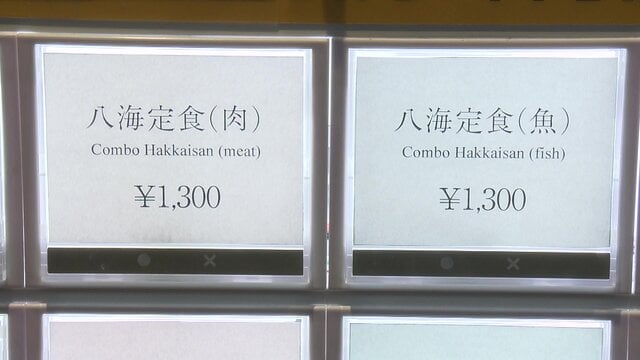 八海定食(肉)
Combo Hakkaisan (meat)
¥1,300
八海定食(魚)
Combo Hakkaisan (fish)
¥1,300